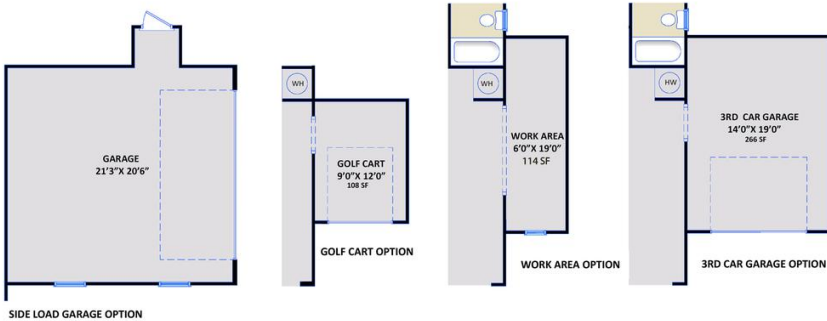 GARAGE
21'3"X 20'6"
SIDE LOAD GARAGE OPTION
WH
GOLF CART
9'0"X 12'0"
108 SF
GOLF CART OPTION
WH
WORK AREA
6'0"X 19'0"
114 SF
WORK AREA OPTION
HW
3RD CAR GARAGE
14'0"X 19'0"
266 SF
3RD CAR GARAGE OPTION